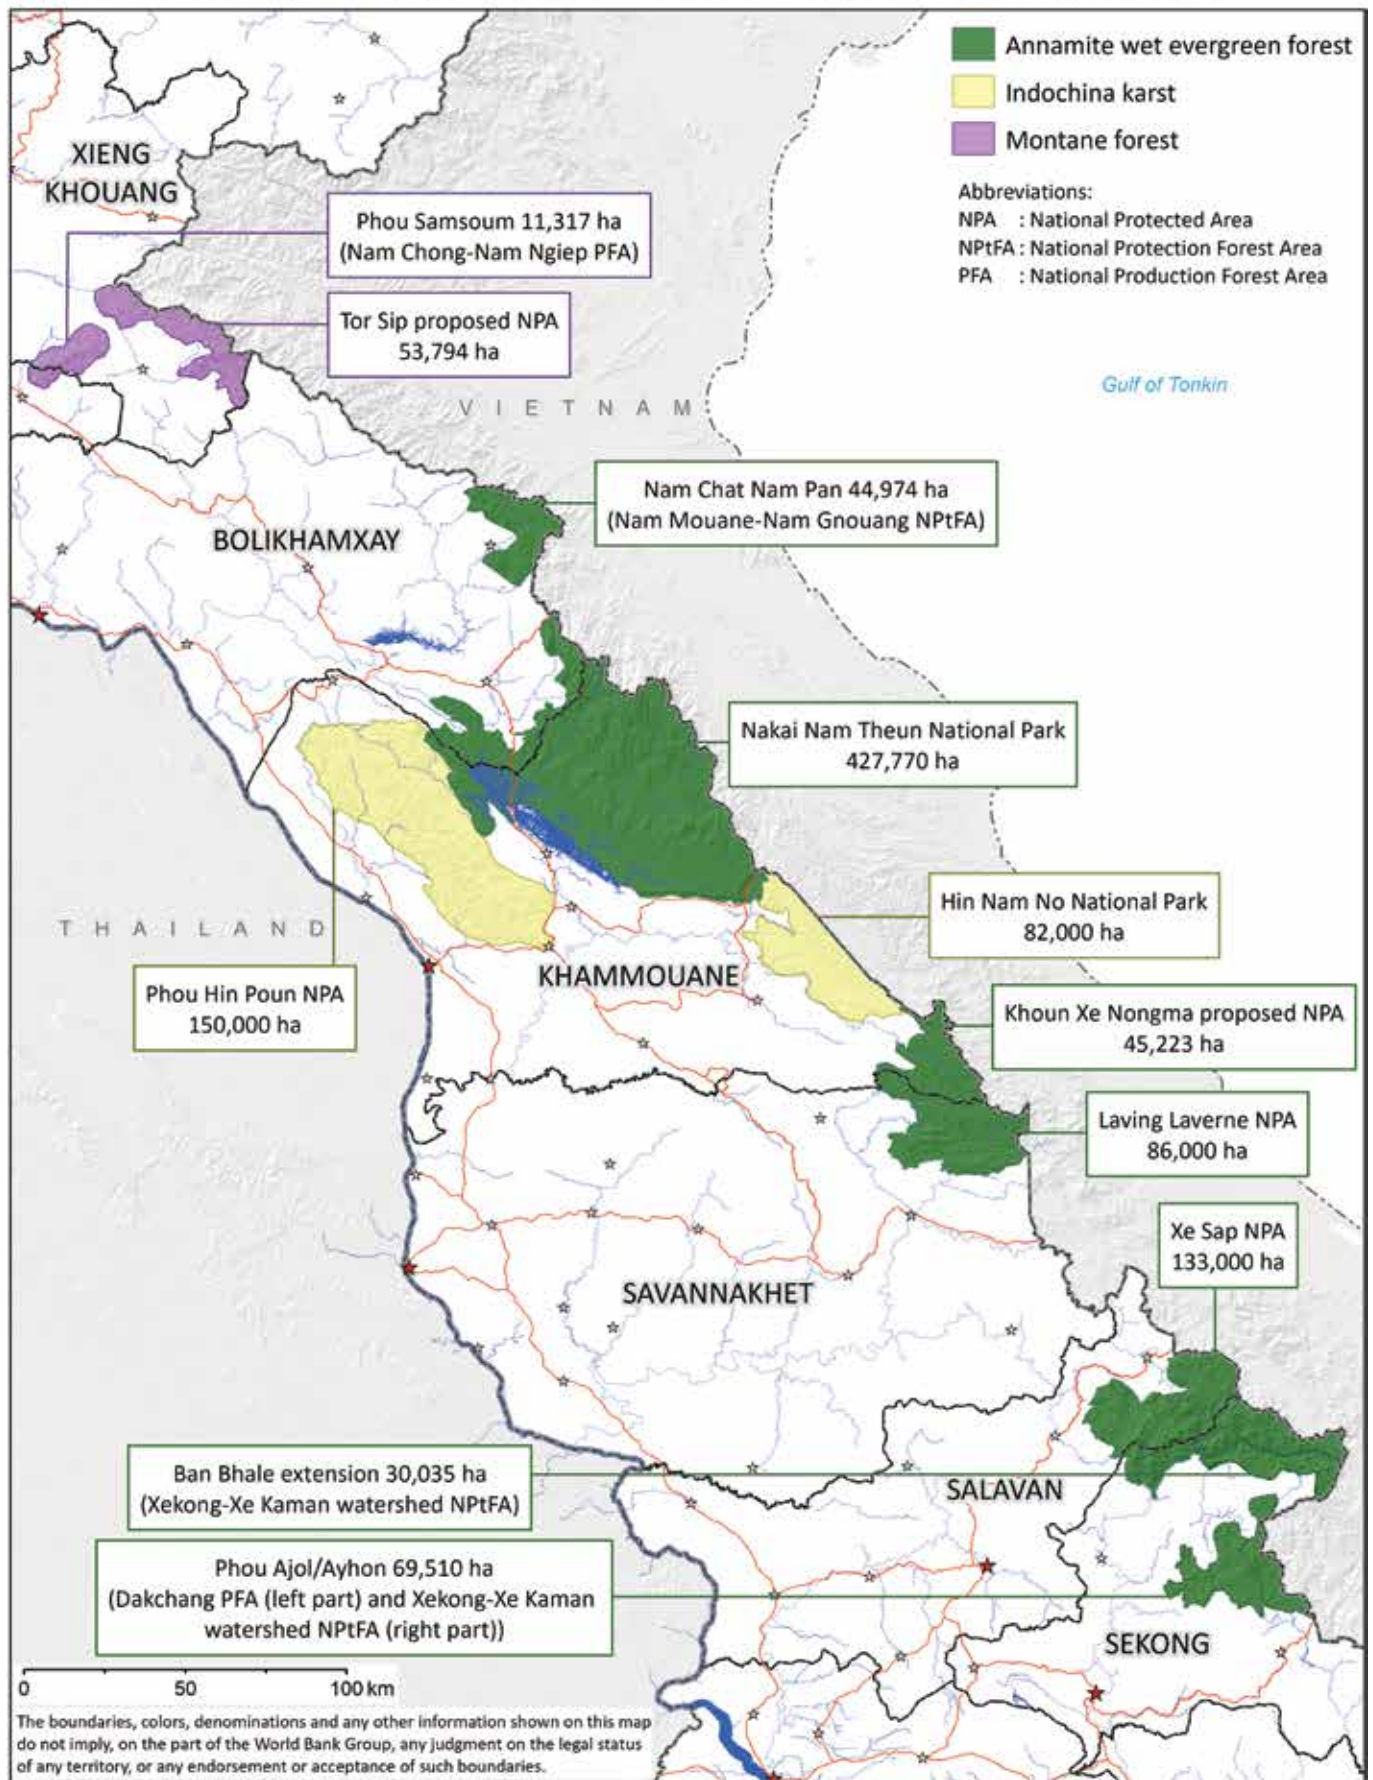 Annamite wet evergreen forest
Indochina karst
Montane forest
Abbreviations:
NPA : National Protected Area
NPtFA : National Protection Forest Area
PFA : National Production Forest Area
XIENG
KHOUANG
Phou Samsoum 11,317 ha
(Nam Chong-Nam Ngiep PFA)
Tor Sip proposed NPA
53,794 ha
Gulf of Tonkin
VIETNAM
Nam Chat Nam Pan 44,974 ha
(Nam Mouane-Nam Gnouang NPtFA)
BOLIKHAMXAY
Nakai Nam Theun National Park
427,770 ha
Hin Nam No National Park
82,000 ha
THAILAND
KHAMMOUANE
Phou Hin Poun NPA
150,000 ha
Khoun Xe Nongma proposed NPA
45,223 ha
Laving Laverne NPA
86,000 ha
Xe Sap NPA
133,000 ha
SAVANNAKHET
Ban Bhale extension 30,035 ha
(Xekong-Xe Kaman watershed NPtFA)
SALAVAN
Phou Ajol/Ayhon 69,510 ha
(Dakchang PFA (left part) and Xekong-Xe Kaman
watershed NPtFA (right part))
SEKONG
0 50 100 km
The boundaries, colors, denominations and any other information shown on this map
do not imply, on the part of the World Bank Group, any judgment on the legal status
of any territory, or any endorsement or acceptance of such boundaries.